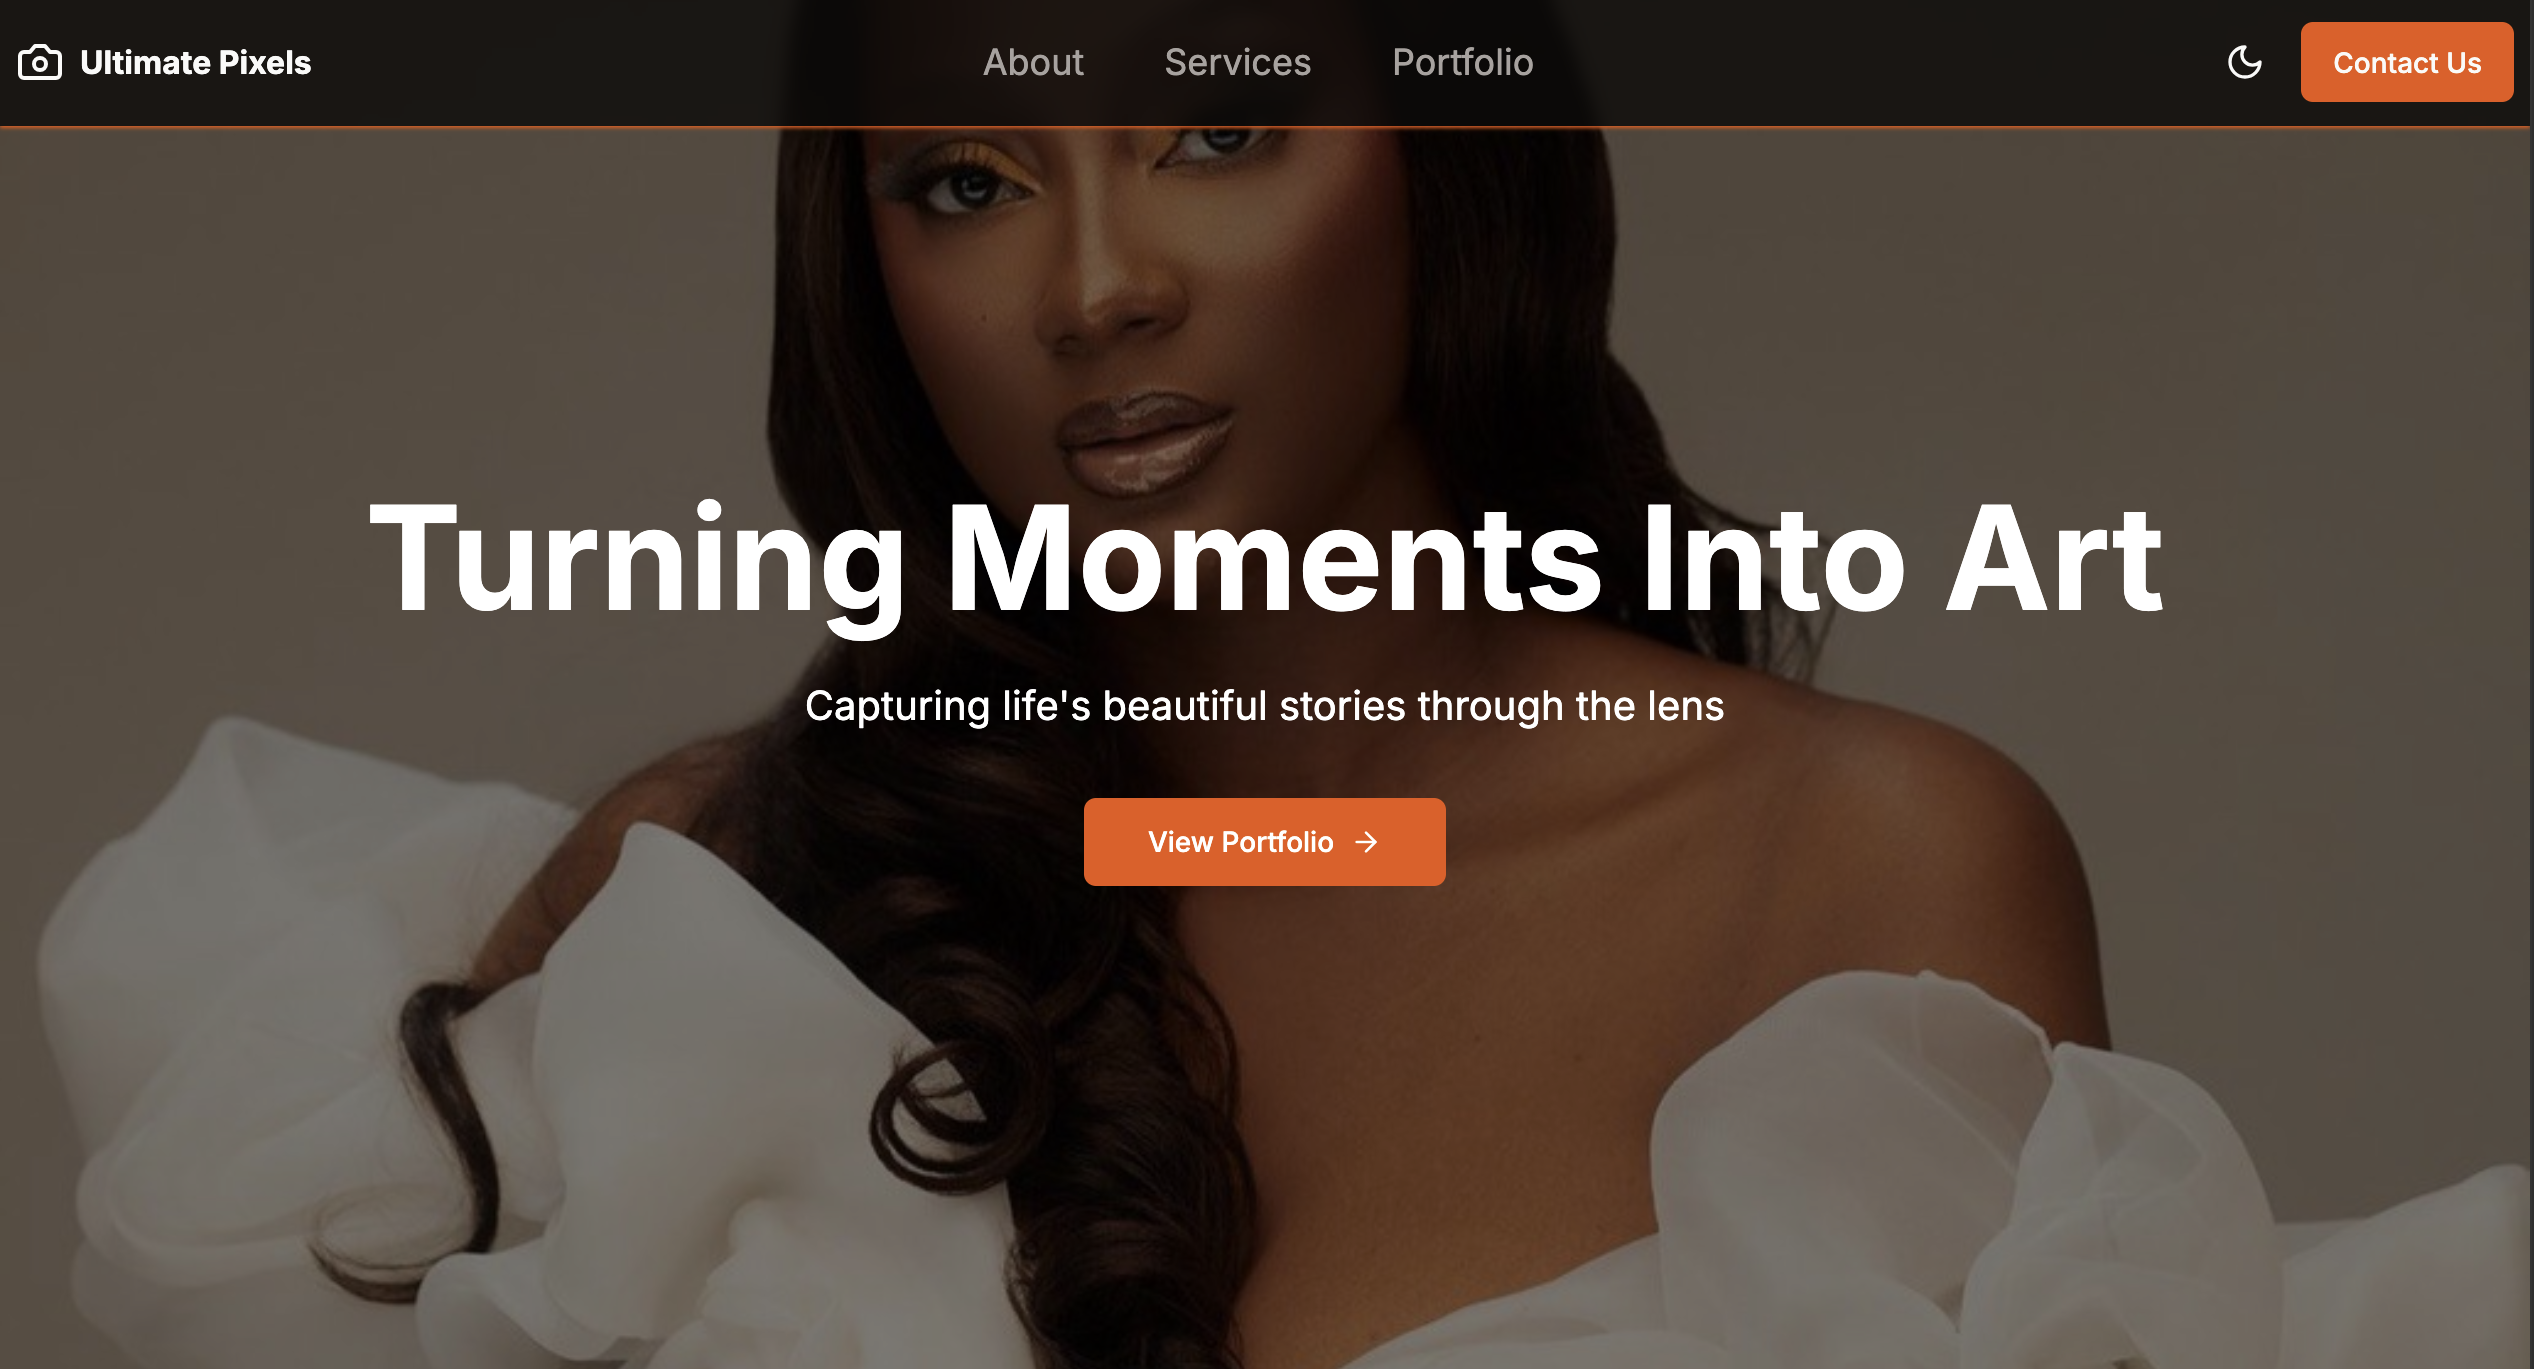 Ultimate Pixels
About
Services
Portfolio
Contact Us
Turning Moments Into Art
Capturing life's beautiful stories through the lens
View Portfolio →